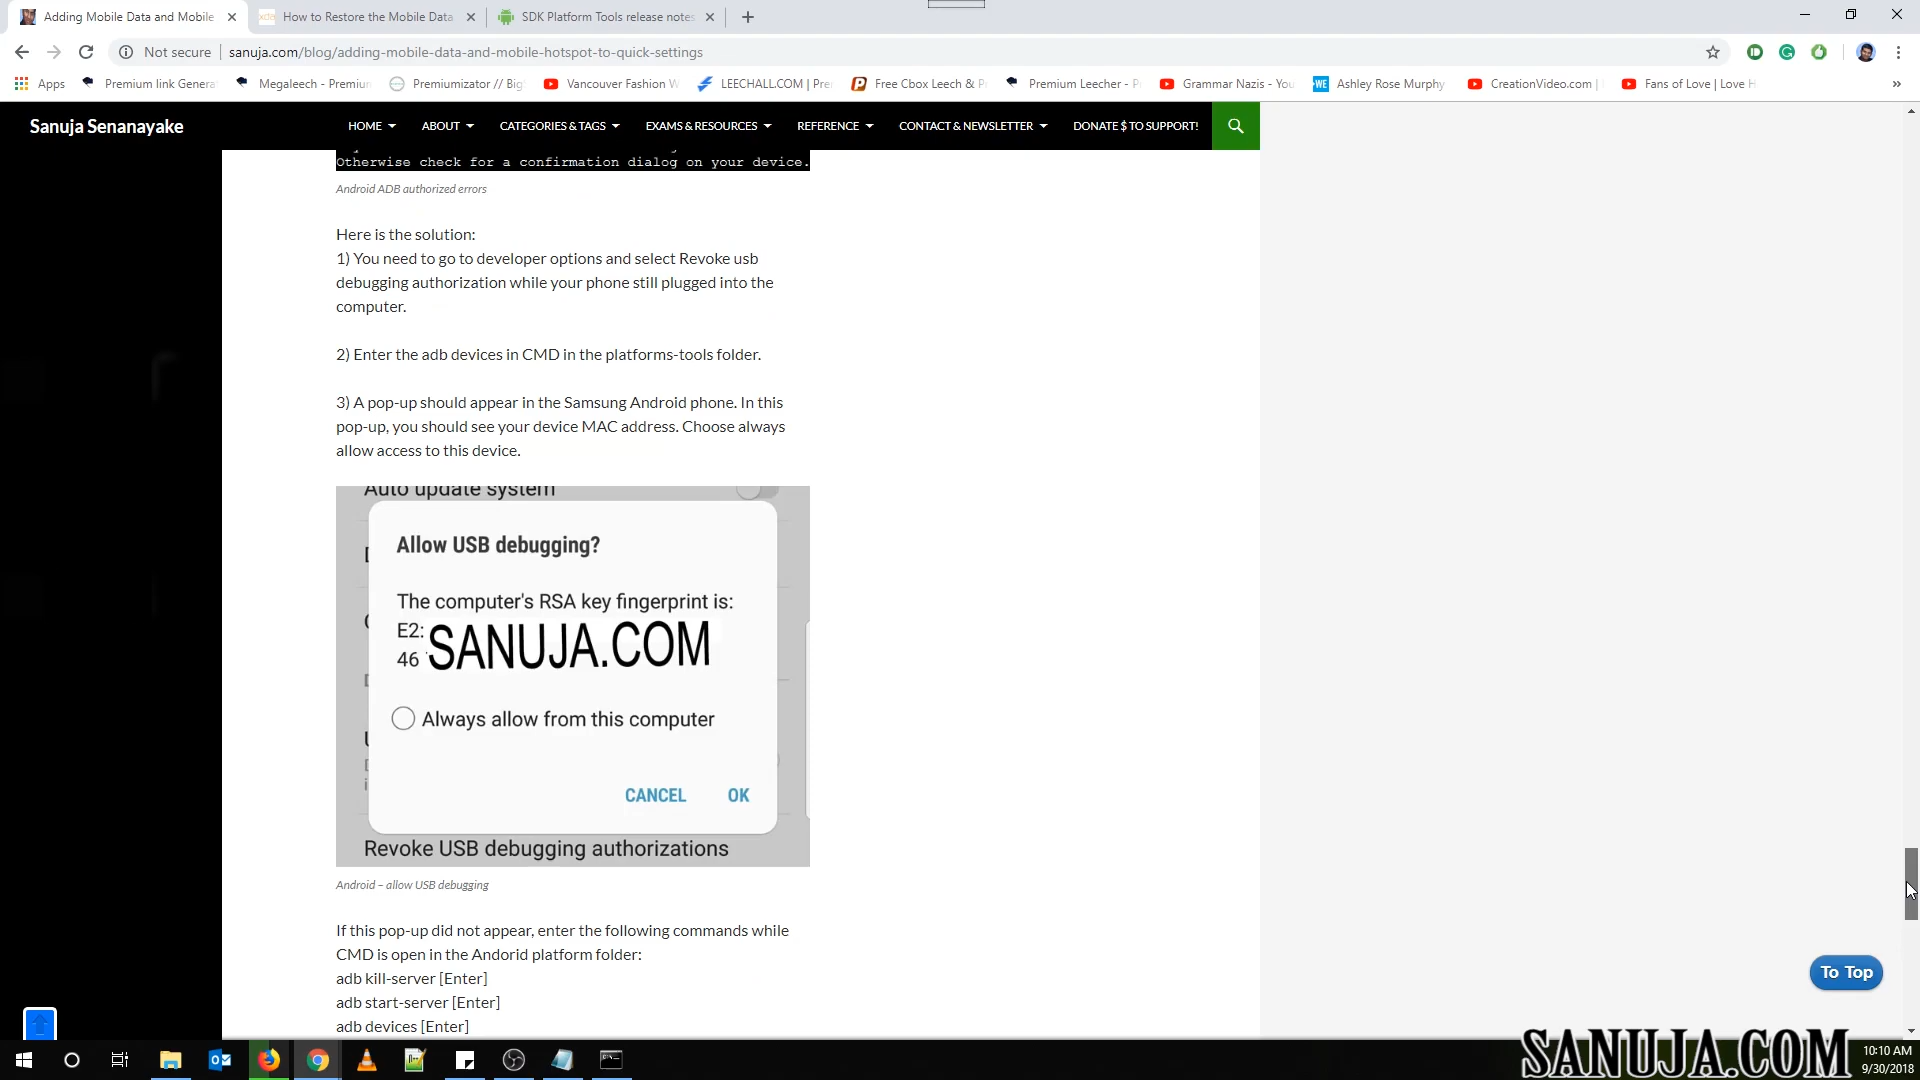 Adding Mobile Data and Mobile
How to Restore the Mobile Data
SDK Platform Tools release notes
Not secure
sanuja.com/blog/adding-mobile-data-and-mobile-hotspot-to-quick-settings
Apps
Premium link Genera
Megaleech - Premium
Premiumizator // Big
Vancouver Fashion W
LEECHALL.COM | Pre
Free Cbox Leech & P
Premium Leecher - P
Grammar Nazis - You
WE
Ashley Rose Murphy
CreationVideo.com |
Fans of Love | Love H
»
Sanuja Senanayake
HOME
ABOUT
CATEGORIES & TAGS
EXAMS & RESOURCES
REFERENCE
CONTACT & NEWSLETTER
DONATE $ TO SUPPORT!
Otherwise check for a confirmation dialog on your device.
Android ADB authorized errors
Here is the solution:
1) You need to go to developer options and select Revoke usb
debugging authorization while your phone still plugged into the
computer.
2) Enter the adb devices in CMD in the platforms-tools folder.
3) A pop-up should appear in the Samsung Android phone. In this
pop-up, you should see your device MAC address. Choose always
allow access to this device.
Auto update system
Allow USB debugging?
The computer's RSA key fingerprint is:
E2:
46
SANUJA.COM
Always allow from this computer
CANCEL OK
Revoke USB debugging authorizations
Android – allow USB debugging
If this pop-up did not appear, enter the following commands while
CMD is open in the Andorid platform folder:
adb kill-server [Enter]
adb start-server [Enter]
adb devices [Enter]
To Top
SANUJA.COM
10:10 AM
9/30/2018